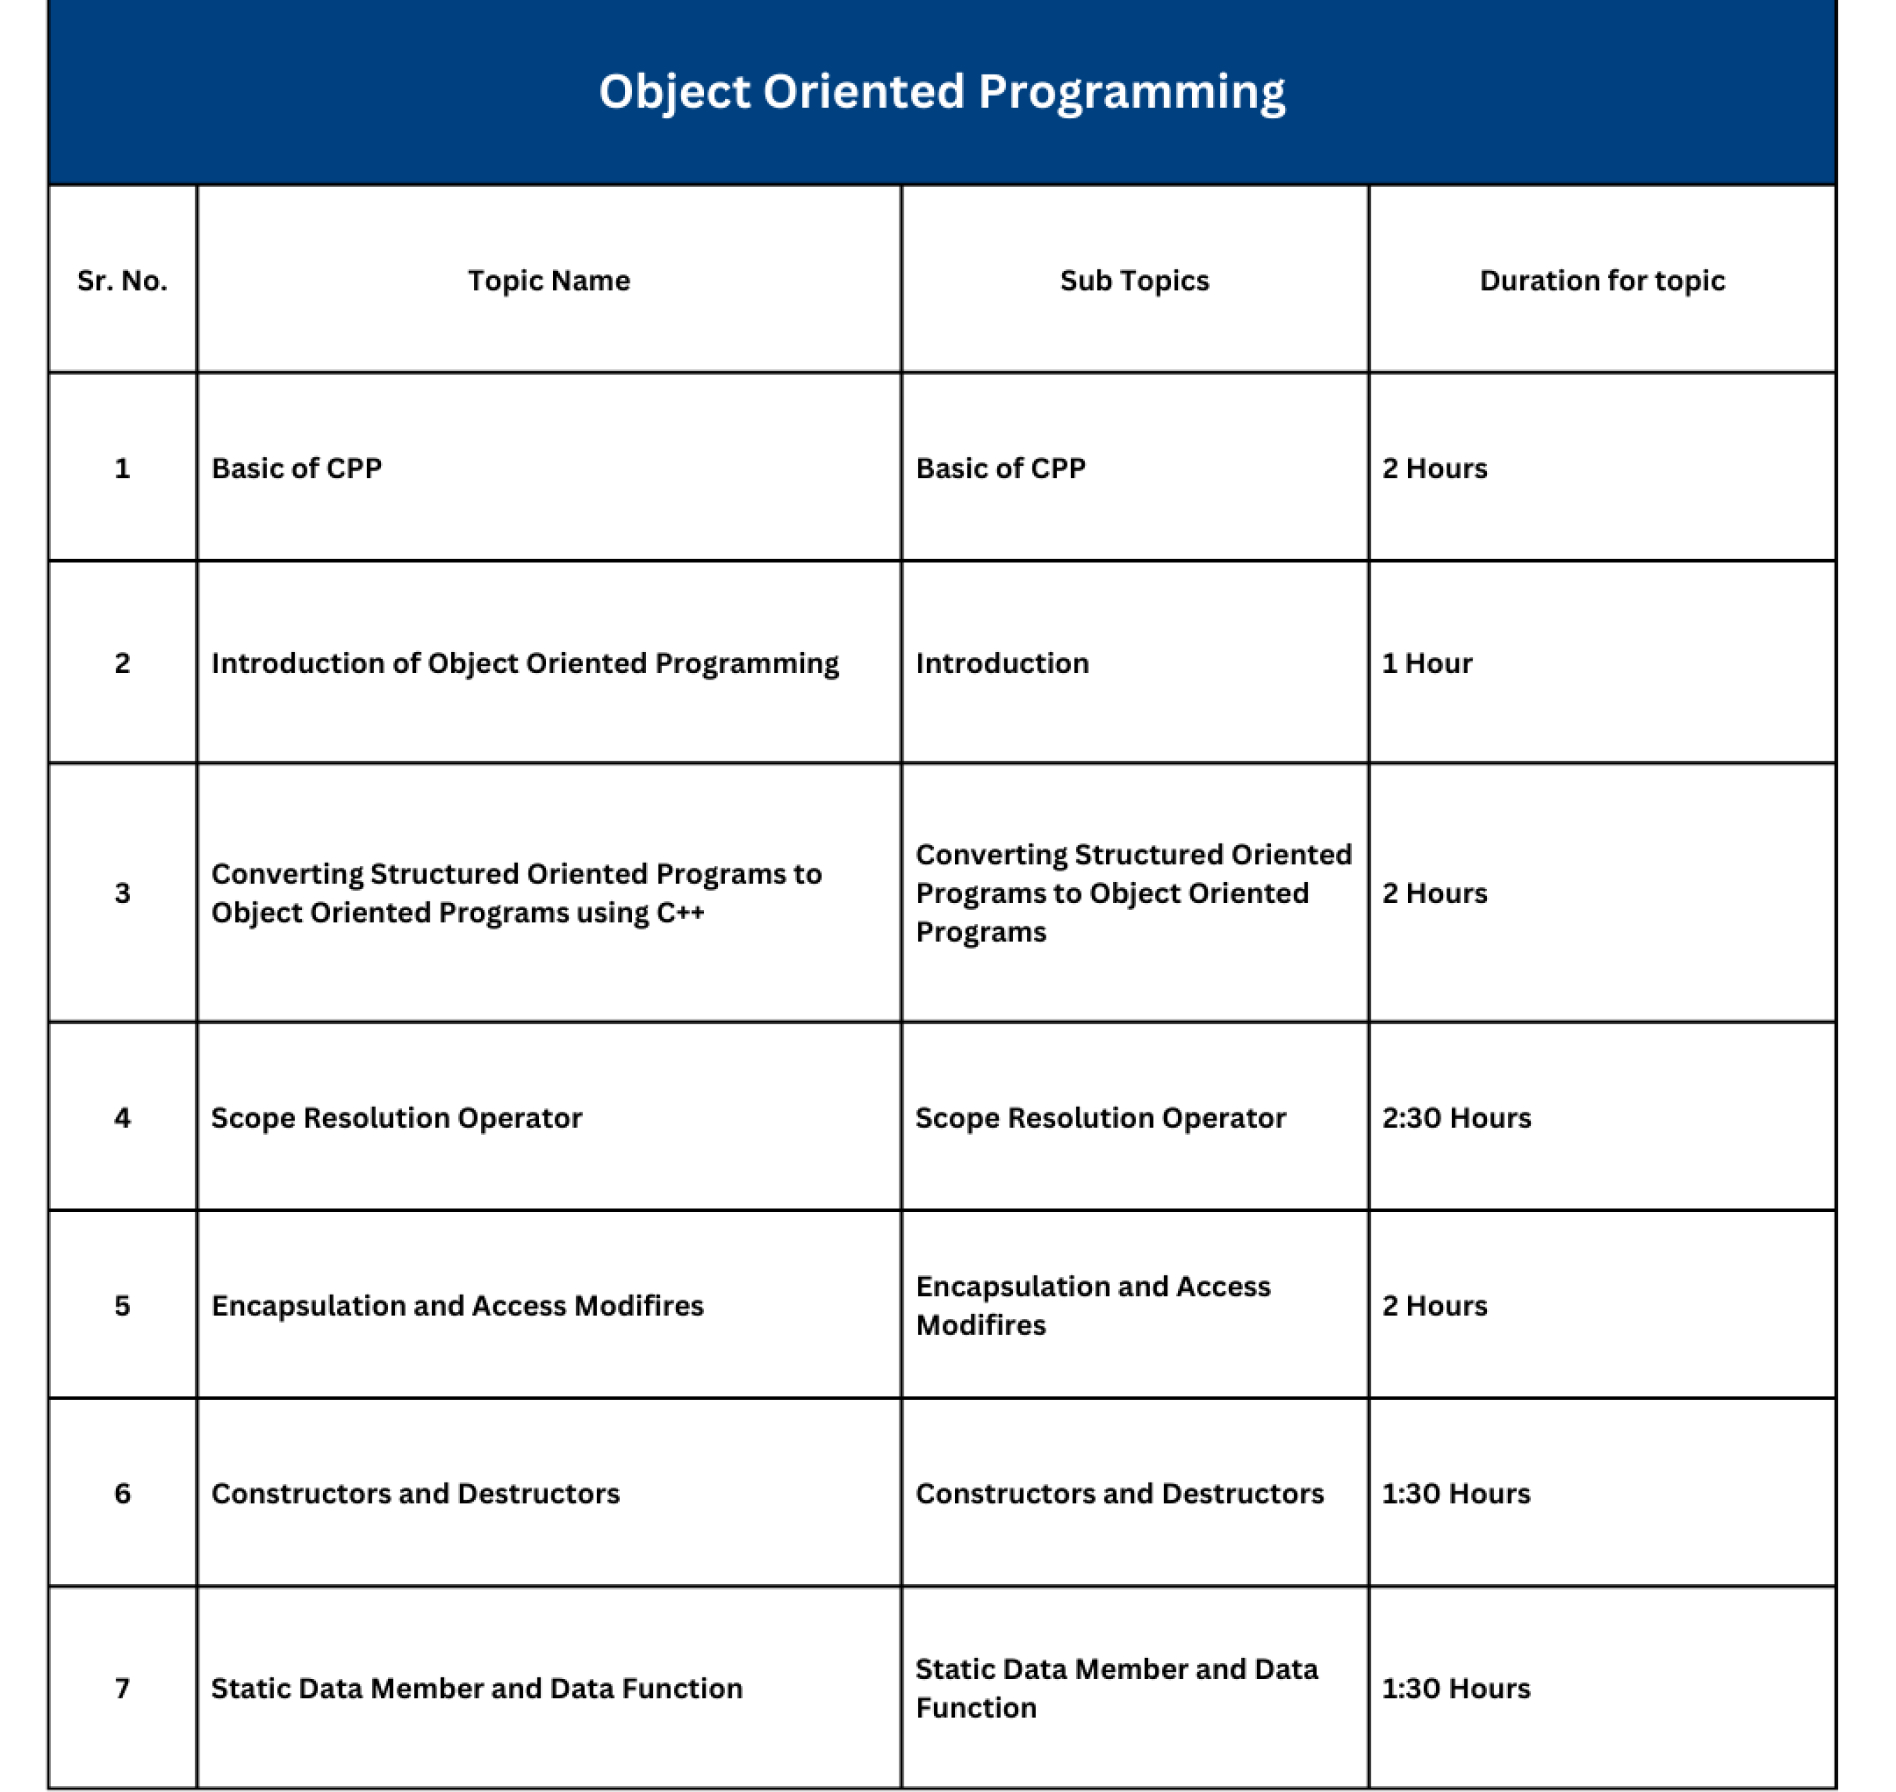 Object Oriented Programming
Sr. No.
Topic Name
Sub Topics
Duration for topic
1
Basic of CPP
Basic of CPP
2 Hours
2
Introduction of Object Oriented Programming
Introduction
1 Hour
3
Converting Structured Oriented Programs to
Object Oriented Programs using C++
Converting Structured Oriented
Programs to Object Oriented
Programs
2 Hours
4
Scope Resolution Operator
Scope Resolution Operator
2:30 Hours
5
Encapsulation and Access Modifires
Encapsulation and Access
Modifires
2 Hours
6
Constructors and Destructors
Constructors and Destructors
1:30 Hours
7
Static Data Member and Data Function
Static Data Member and Data
Function
1:30 Hours